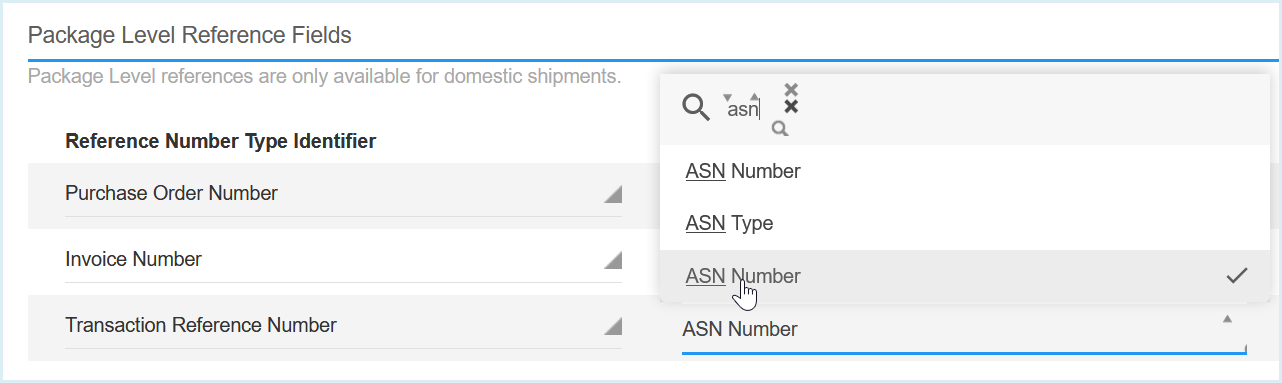 Package Level Reference Fields
Package Level references are only available for domestic shipments.
asn
Reference Number Type Identifier
ASN Number
Purchase Order Number
ASN Type
Invoice Number
ASN Number
Transaction Reference Number
ASN Number